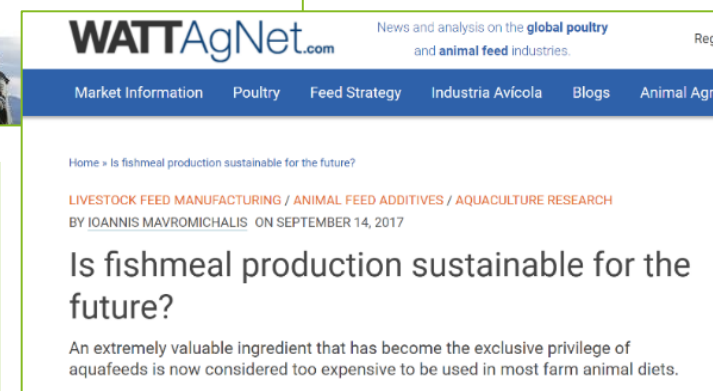 WATTAgNet.com
News and analysis on the global poultry
and animal feed industries.
Reg
Market Information Poultry Feed Strategy Industria Avícola Blogs Animal Agr
Home » Is fishmeal production sustainable for the future?
LIVESTOCK FEED MANUFACTURING / ANIMAL FEED ADDITIVES / AQUACULTURE RESEARCH
BY IOANNIS MAVROMICHALIS ON SEPTEMBER 14, 2017
Is fishmeal production sustainable for the
future?
An extremely valuable ingredient that has become the exclusive privilege of
aquafeeds is now considered too expensive to be used in most farm animal diets.